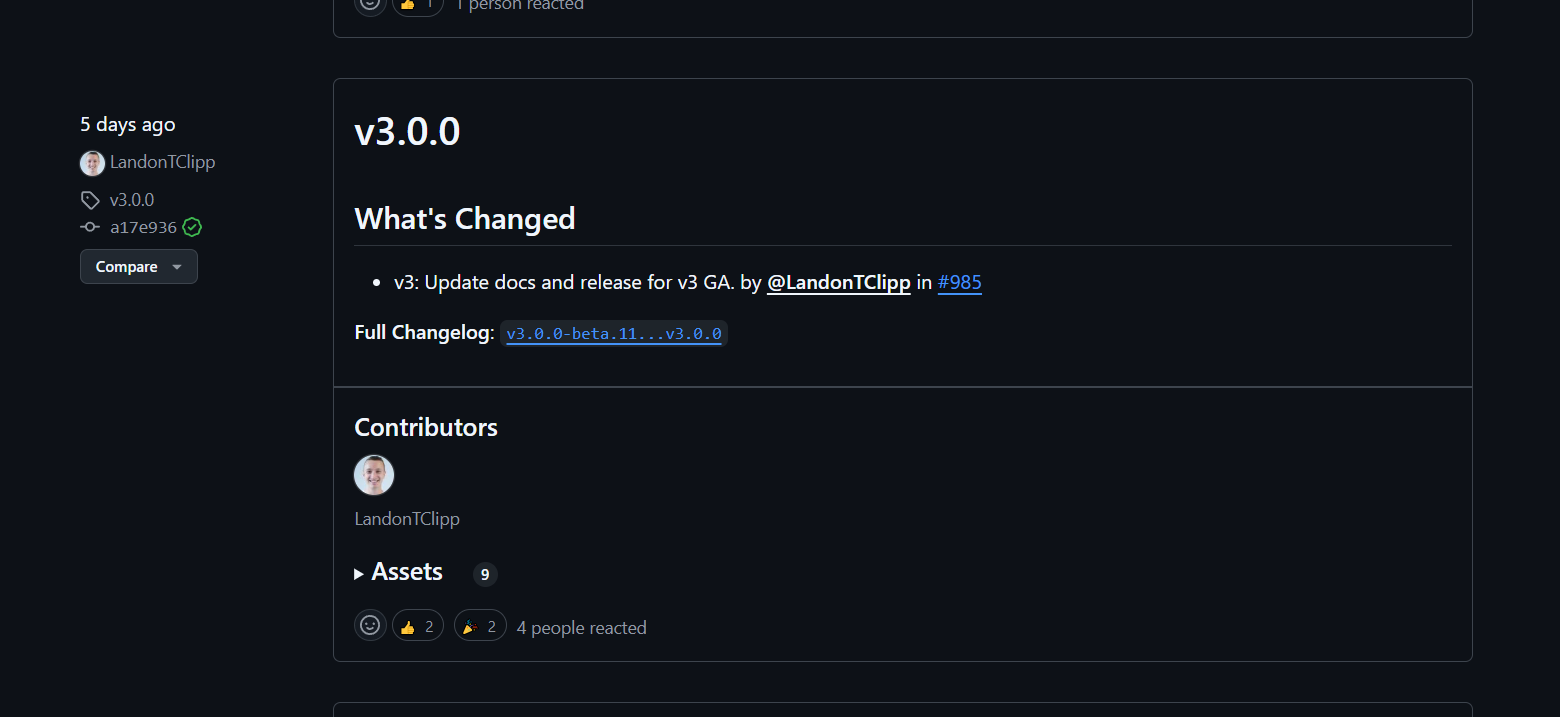 👍 1 1 person reacted
5 days ago
LandonTClipp
v3.0.0
a17e936
Compare
v3.0.0
What's Changed
• v3: Update docs and release for v3 GA. by @LandonTClipp in #985
Full Changelog: v3.0.0-beta.11...v3.0.0
Contributors
LandonTClipp
Assets 9
👍 2 🎉 2 4 people reacted